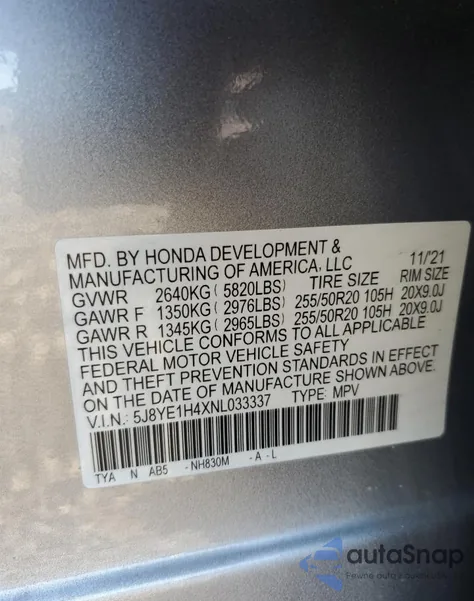 MFD. BY HONDA DEVELOPMENT & 11/'21
MANUFACTURING OF AMERICA, LLC
GVWR 2640KG (5820LBS) TIRE SIZE RIM SIZE
GAWR F 1350KG (2976LBS) 255/50R20 105H 20X9.0J
GAWR R 1345KG (2965LBS) 255/50R20 105H 20X9.0J
THIS VEHICLE CONFORMS TO ALL APPLICABLE
FEDERAL MOTOR VEHICLE SAFETY
AND THEFT PREVENTION STANDARDS IN EFFECT
ON THE DATE OF MANUFACTURE SHOWN ABOVE.
V.I.N.: 5J8YE1H4XNL033337 TYPE: MPV
TYA N AB5 -NH830M -A-L
autoSnap